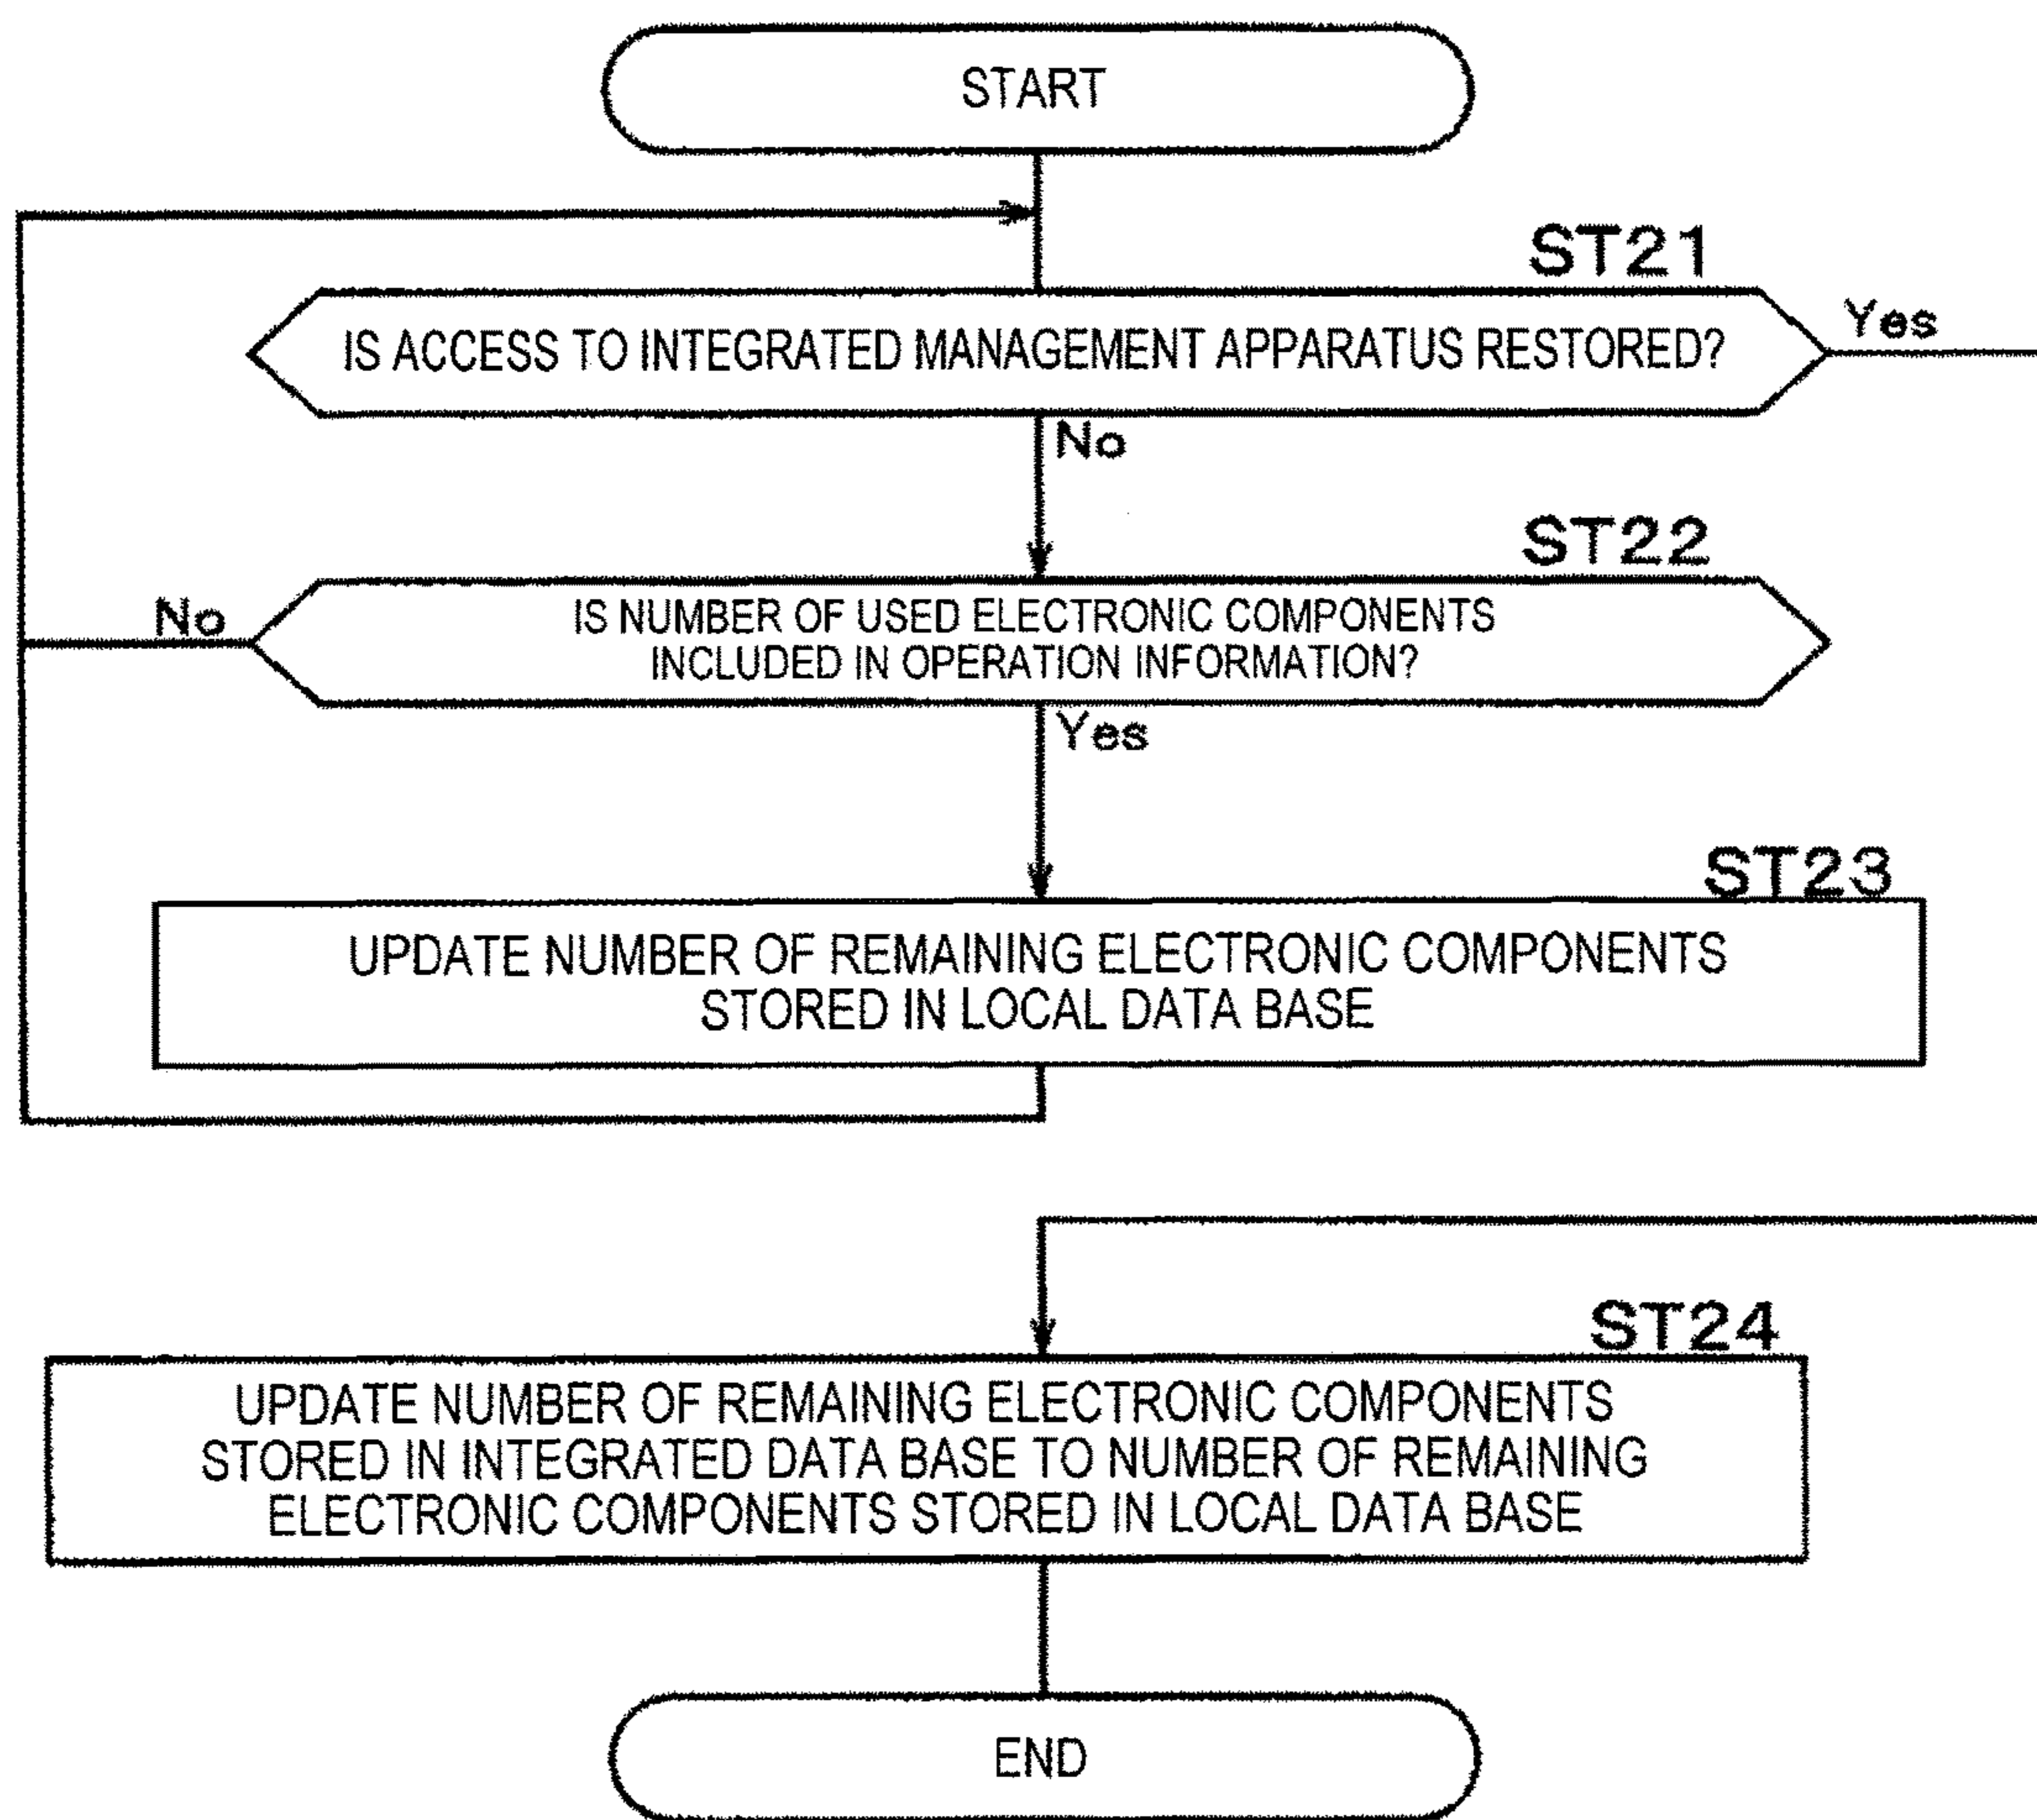 START
ST21
IS ACCESS TO INTEGRATED MANAGEMENT APPARATUS RESTORED?
Yes
No
ST22
No
IS NUMBER OF USED ELECTRONIC COMPONENTS
INCLUDED IN OPERATION INFORMATION?
Yes
ST23
UPDATE NUMBER OF REMAINING ELECTRONIC COMPONENTS
STORED IN LOCAL DATA BASE
ST24
UPDATE NUMBER OF REMAINING ELECTRONIC COMPONENTS
STORED IN INTEGRATED DATA BASE TO NUMBER OF REMAINING
ELECTRONIC COMPONENTS STORED IN LOCAL DATA BASE
END